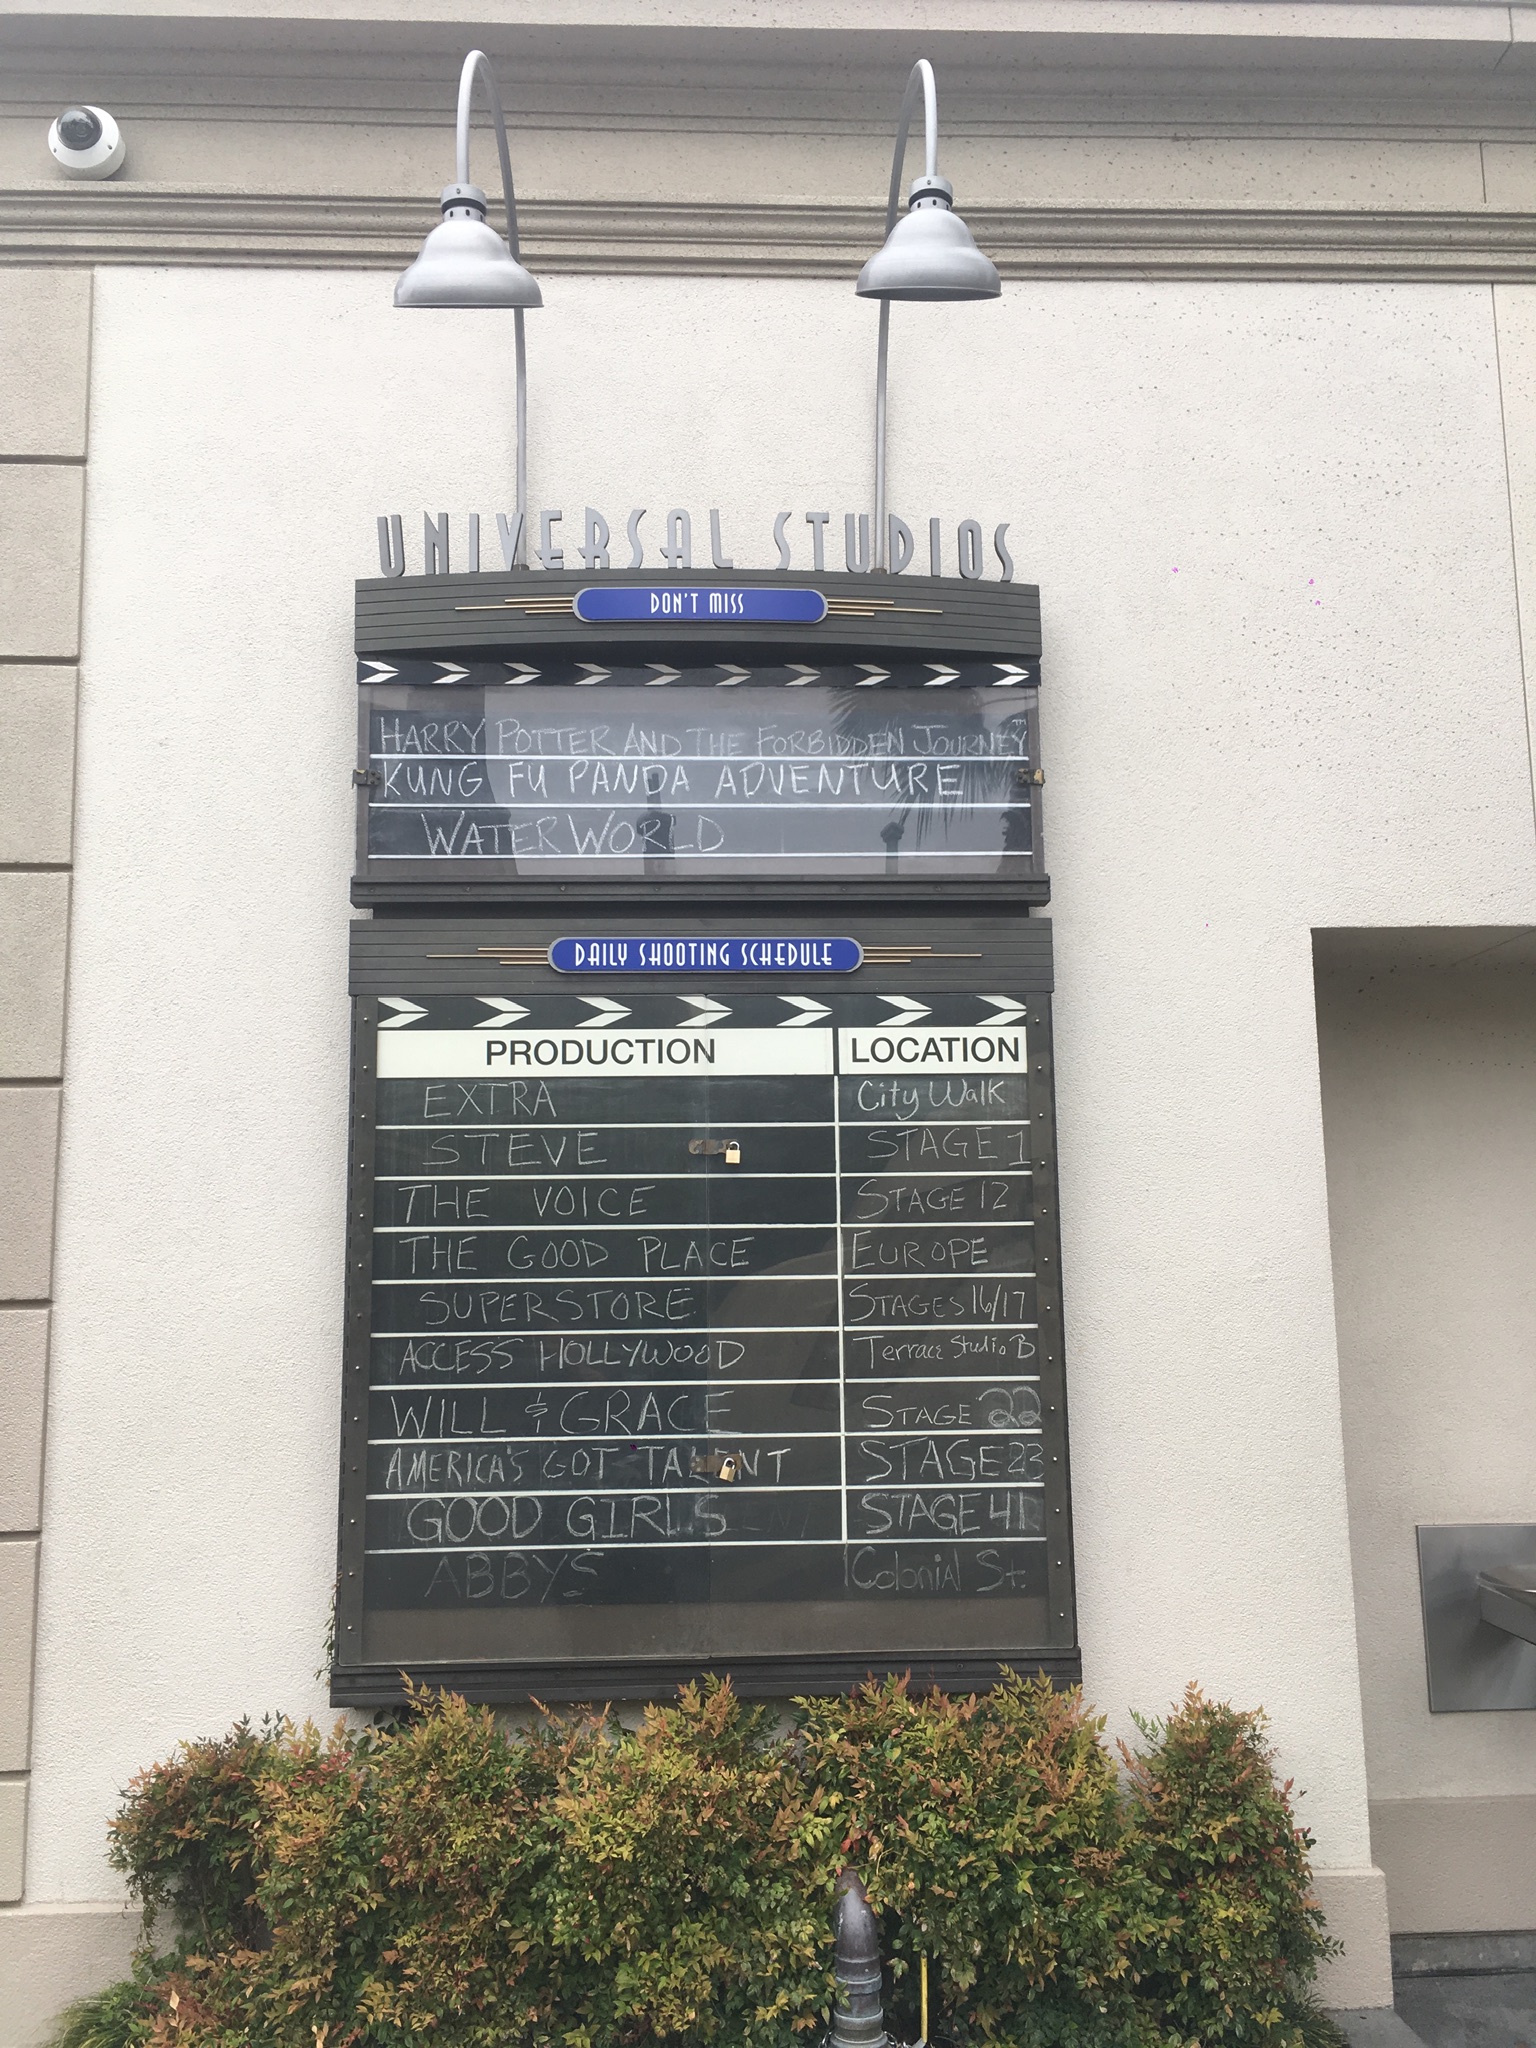 UNIVERSAL STUDIOS
DON'T MISS
HARRY POTTER AND THE FORBIDDEN JOURNEY
KUNG FU PANDA ADVENTURE
WATERWORLD
DAILY SHOOTING SCHEDULE
PRODUCTION LOCATION
EXTRA City Walk
STEVE STAGE 1
THE VOICE STAGE 12
THE GOOD PLACE EUROPE
SUPERSTORE STAGES 16/17
ACCESS HOLLYWOOD Terrace Studio B
WILL & GRACE STAGE 22
AMERICA'S GOT TALENT STAGE 23
GOOD GIRLS STAGE 41
ABBYS Colonial St.